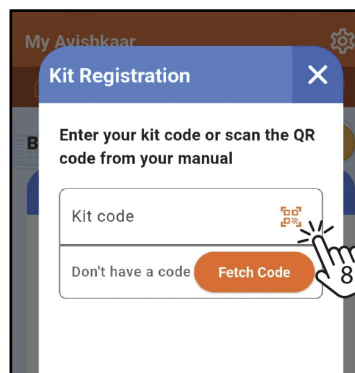 My Avishkaar
Kit Registration
B
Enter your kit code or scan the QR
code from your manual
Kit code
Don't have a code
Fetch Code
8